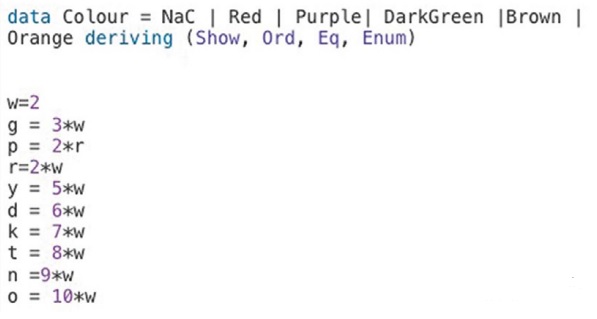 data Colour = NaC | Red | Purple| DarkGreen |Brown |
Orange deriving (Show, Ord, Eq, Enum)
w=2
g = 3*w
p = 2*r
r=2*w
y = 5*w
d = 6*w
k = 7*w
t = 8*w
n =9*w
o = 10*w